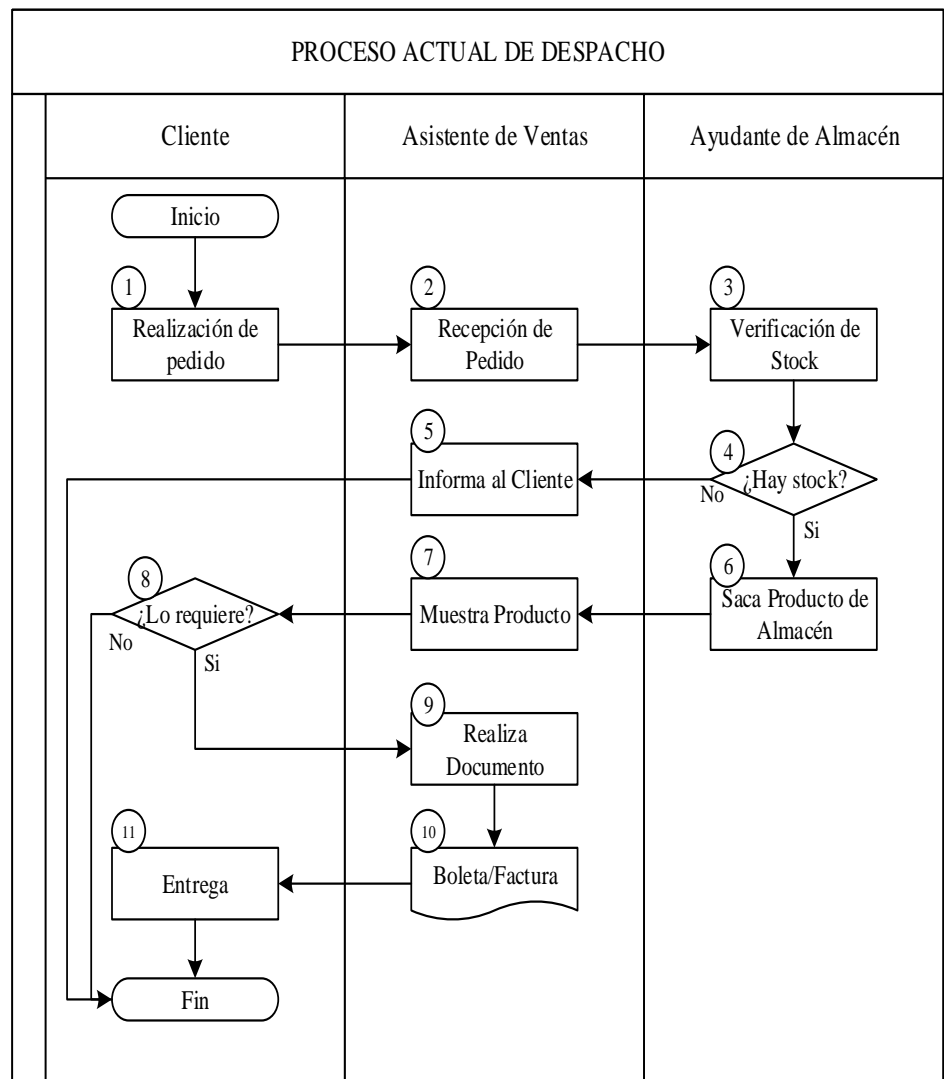 PROCESO ACTUAL DE DESPACHO
Cliente
Asistente de Ventas
Ayudante de Almacén
Inicio
1
Realización de
pedido
2
Recepción de
Pedido
3
Verificación de
Stock
4
¿Hay stock?
No
Si
5
Informa al Cliente
6
Saca Producto de
Almacén
7
Muestra Producto
8
¿Lo requiere?
No
Si
9
Realiza
Documento
10
Boleta/Factura
11
Entrega
Fin